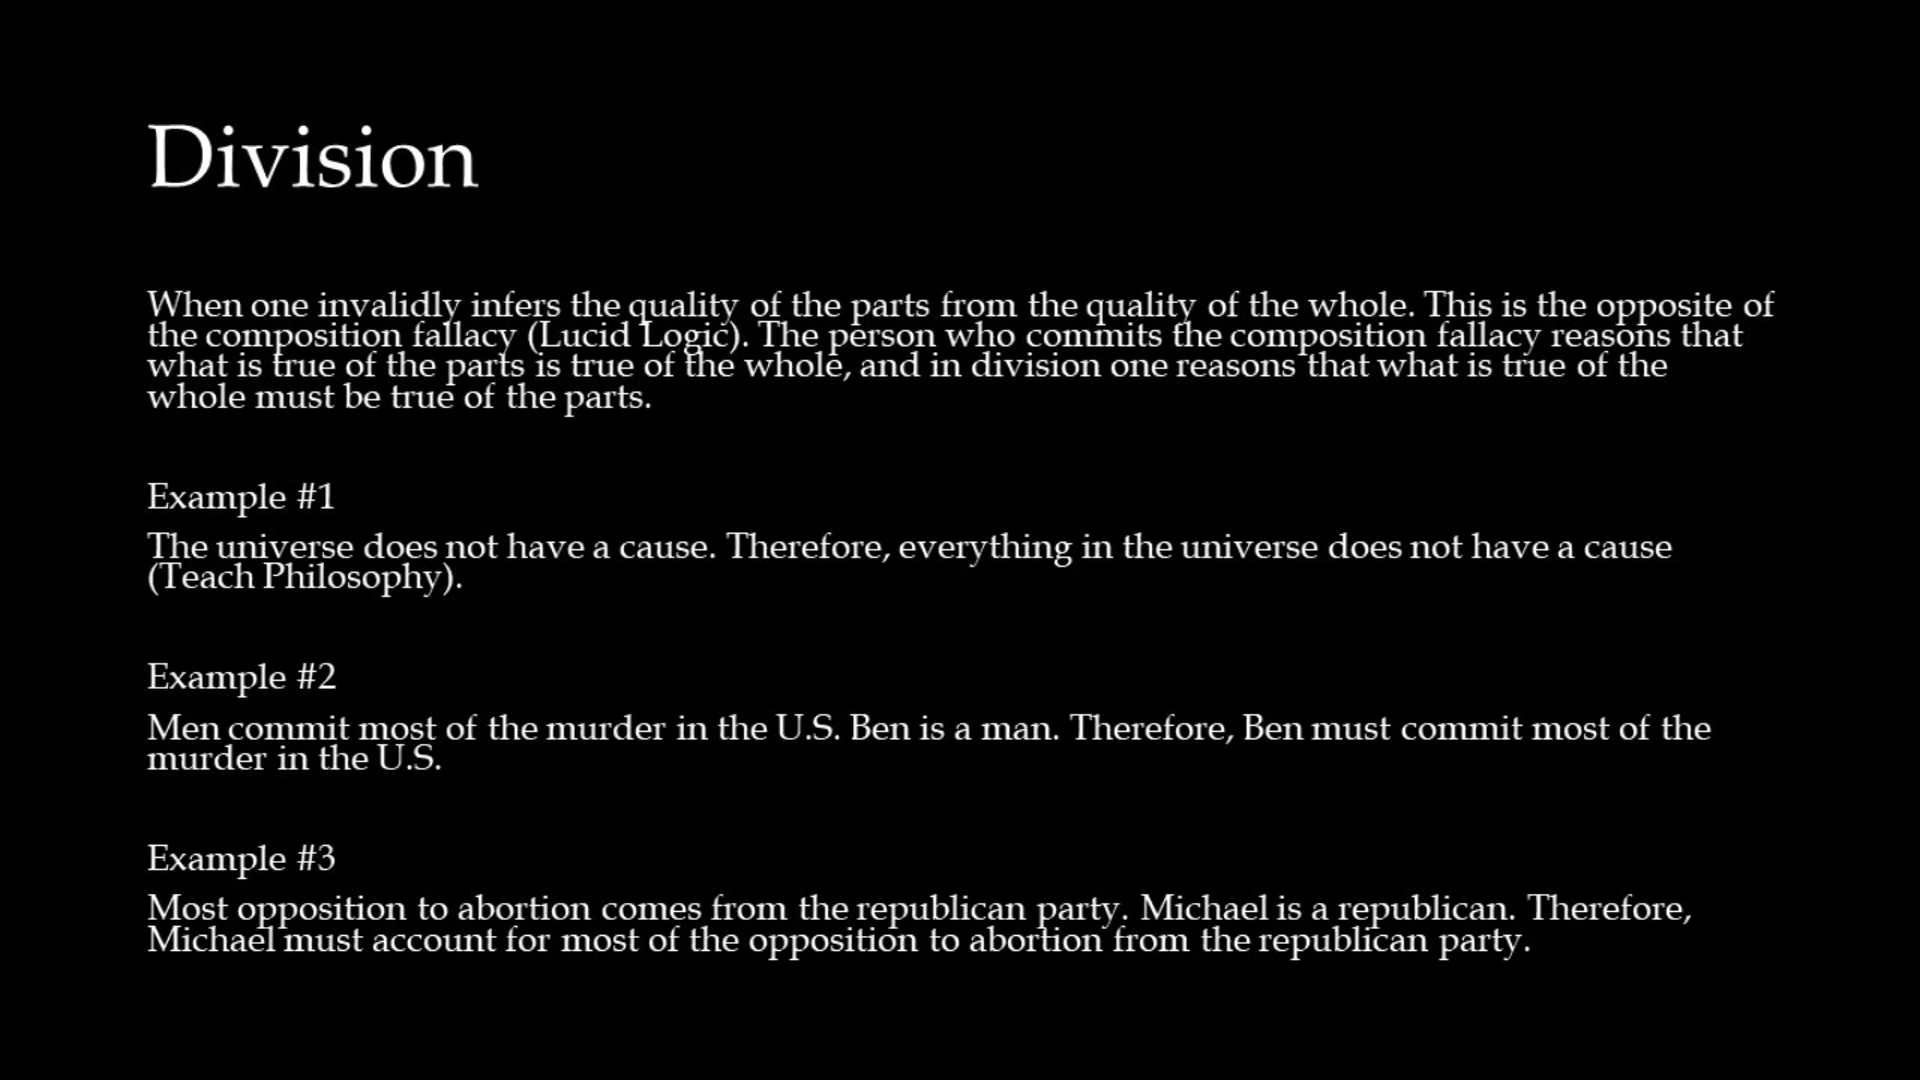 Division
When one invalidly infers the quality of the parts from the quality of the whole. This is the opposite of
the composition fallacy (Lucid Logic). The person who commits the composition fallacy reasons that
what is true of the parts is true of the whole, and in division one reasons that what is true of the
whole must be true of the parts.
Example #1
The universe does not have a cause. Therefore, everything in the universe does not have a cause
(Teach Philosophy).
Example #2
Men commit most of the murder in the U.S. Ben is a man. Therefore, Ben must commit most of the
murder in the U.S.
Example #3
Most opposition to abortion comes from the republican party. Michael is a republican. Therefore,
Michael must account for most of the opposition to abortion from the republican party.